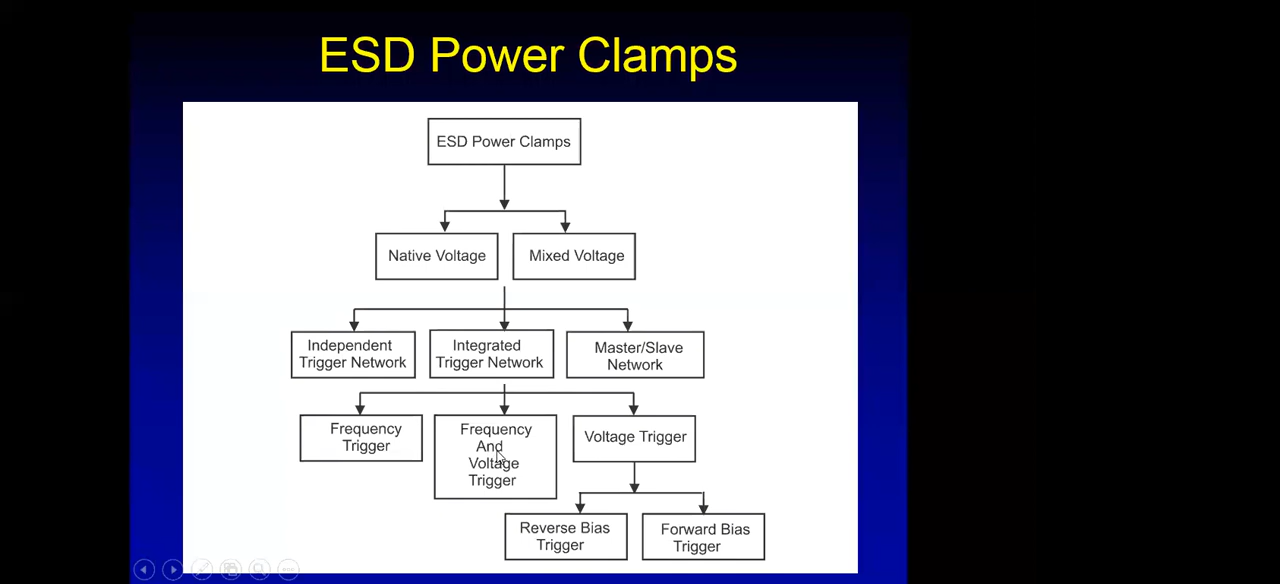 ESD Power Clamps
ESD Power Clamps
Native Voltage
Mixed Voltage
Independent
Trigger Network
Integrated
Trigger Network
Master/Slave
Network
Frequency
Trigger
Frequency
And
Voltage
Trigger
Voltage Trigger
Reverse Bias
Trigger
Forward Bias
Trigger